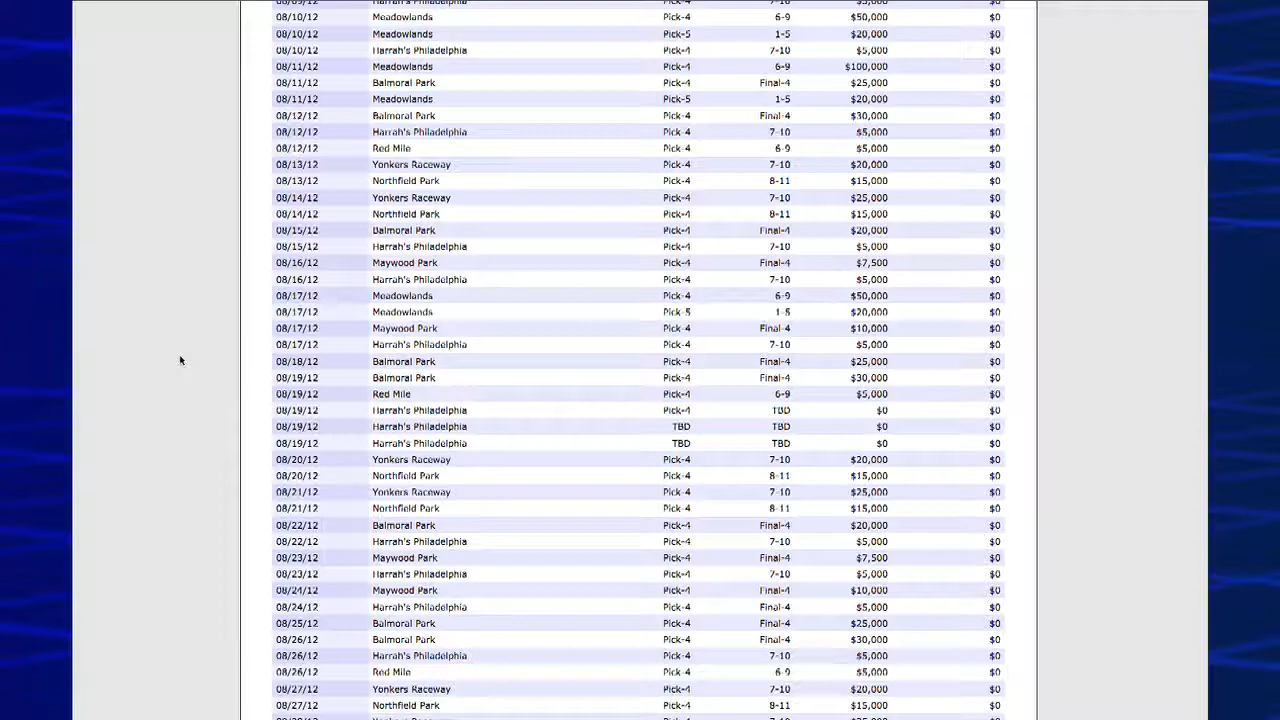 08/09/12 Harrah's Philadelphia Pick-4 7-10 $5,000 $0
08/10/12 Meadowlands Pick-4 6-9 $50,000 $0
08/10/12 Meadowlands Pick-5 1-5 $20,000 $0
08/10/12 Harrah's Philadelphia Pick-4 7-10 $5,000 $0
08/11/12 Meadowlands Pick-4 6-9 $100,000 $0
08/11/12 Balmoral Park Pick-4 Final-4 $25,000 $0
08/11/12 Meadowlands Pick-5 1-5 $20,000 $0
08/12/12 Balmoral Park Pick-4 Final-4 $30,000 $0
08/12/12 Harrah's Philadelphia Pick-4 7-10 $5,000 $0
08/12/12 Red Mile Pick-4 6-9 $5,000 $0
08/13/12 Yonkers Raceway Pick-4 7-10 $20,000 $0
08/13/12 Northfield Park Pick-4 8-11 $15,000 $0
08/14/12 Yonkers Raceway Pick-4 7-10 $25,000 $0
08/14/12 Northfield Park Pick-4 8-11 $15,000 $0
08/15/12 Balmoral Park Pick-4 Final-4 $20,000 $0
08/15/12 Harrah's Philadelphia Pick-4 7-10 $5,000 $0
08/16/12 Maywood Park Pick-4 Final-4 $7,500 $0
08/16/12 Harrah's Philadelphia Pick-4 7-10 $5,000 $0
08/17/12 Meadowlands Pick-4 6-9 $50,000 $0
08/17/12 Meadowlands Pick-5 1-5 $20,000 $0
08/17/12 Maywood Park Pick-4 Final-4 $10,000 $0
08/17/12 Harrah's Philadelphia Pick-4 7-10 $5,000 $0
08/18/12 Balmoral Park Pick-4 Final-4 $25,000 $0
08/19/12 Balmoral Park Pick-4 Final-4 $30,000 $0
08/19/12 Red Mile Pick-4 6-9 $5,000 $0
08/19/12 Harrah's Philadelphia Pick-4 TBD $0 $0
08/19/12 Harrah's Philadelphia TBD TBD $0 $0
08/19/12 Harrah's Philadelphia TBD TBD $0 $0
08/20/12 Yonkers Raceway Pick-4 7-10 $20,000 $0
08/20/12 Northfield Park Pick-4 8-11 $15,000 $0
08/21/12 Yonkers Raceway Pick-4 7-10 $25,000 $0
08/21/12 Northfield Park Pick-4 8-11 $15,000 $0
08/22/12 Balmoral Park Pick-4 Final-4 $20,000 $0
08/22/12 Harrah's Philadelphia Pick-4 7-10 $5,000 $0
08/23/12 Maywood Park Pick-4 Final-4 $7,500 $0
08/23/12 Harrah's Philadelphia Pick-4 7-10 $5,000 $0
08/24/12 Maywood Park Pick-4 Final-4 $10,000 $0
08/24/12 Harrah's Philadelphia Pick-4 Final-4 $5,000 $0
08/25/12 Balmoral Park Pick-4 Final-4 $25,000 $0
08/26/12 Balmoral Park Pick-4 Final-4 $30,000 $0
08/26/12 Harrah's Philadelphia Pick-4 7-10 $5,000 $0
08/26/12 Red Mile Pick-4 6-9 $5,000 $0
08/27/12 Yonkers Raceway Pick-4 7-10 $20,000 $0
08/27/12 Northfield Park Pick-4 8-11 $15,000 $0